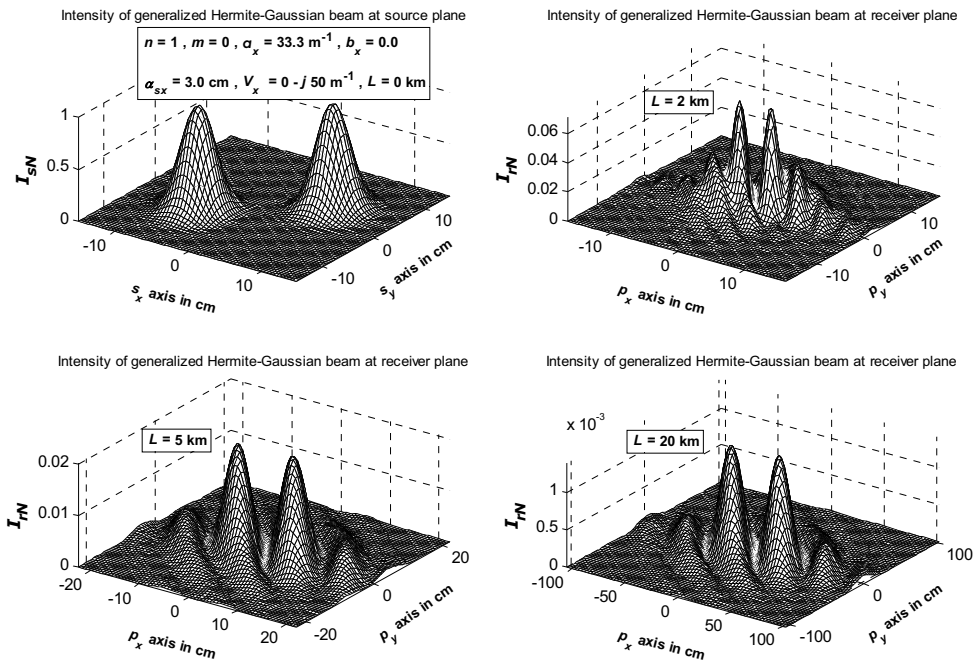 Intensity of generalized Hermite-Gaussian beam at source plane
n = 1 , m = 0 , a_x = 33.3 m⁻¹ , b_x = 0.0
α_sx = 3.0 cm , V_x = 0 - j 50 m⁻¹ , L = 0 km
1
0.5
0
I_sN
-10
0
10
s_x axis in cm
-10
0
10
s_y axis in cm
Intensity of generalized Hermite-Gaussian beam at receiver plane
L = 2 km
0.06
0.04
0.02
0
I_rN
-10
0
10
p_x axis in cm
-10
0
10
p_y axis in cm
Intensity of generalized Hermite-Gaussian beam at receiver plane
L = 5 km
0.02
0.01
0
I_rN
-20
-10
0
10
20
p_x axis in cm
-20
0
20
p_y axis in cm
Intensity of generalized Hermite-Gaussian beam at receiver plane
x 10⁻³
L = 20 km
1
0.5
0
I_rN
-100
-50
0
50
100
p_x axis in cm
-100
0
100
p_y axis in cm